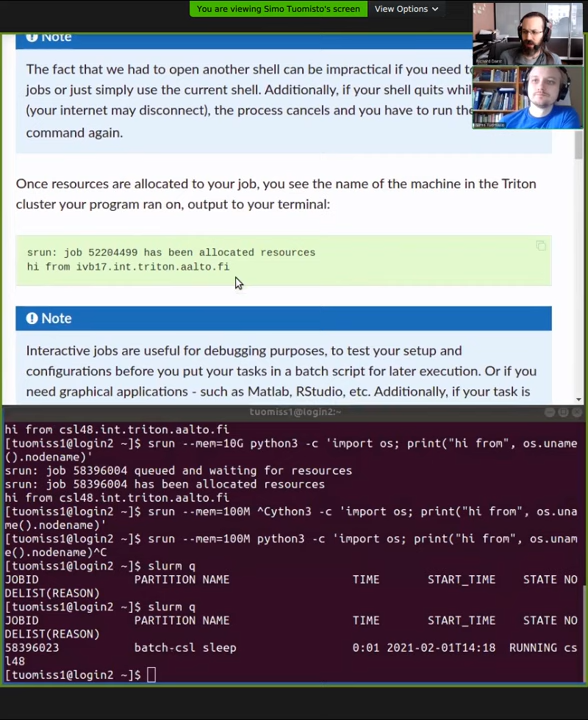 You are viewing Simo Tuomisto's screen
View Options
Note
The fact that we had to open another shell can be impractical if you need to
jobs or just simply use the current shell. Additionally, if your shell quits whil
(your internet may disconnect), the process cancels and you have to run the
command again.
Once resources are allocated to your job, you see the name of the machine in the Triton
cluster your program ran on, output to your terminal:
srun: job 52204499 has been allocated resources
hi from ivb17.int.triton.aalto.fi
Note
Interactive jobs are useful for debugging purposes, to test your setup and
configurations before you put your tasks in a batch script for later execution. Or if you
need graphical applications - such as Matlab, RStudio, etc. Additionally, if your task is
tuomiss1@login2:~
hi from csl48.int.triton.aalto.fi
[tuomiss1@login2 ~]$ srun --mem=10G python3 -c 'import os; print("hi from", os.uname
().nodename)'
srun: job 58396004 queued and waiting for resources
srun: job 58396004 has been allocated resources
hi from csl48.int.triton.aalto.fi
[tuomiss1@login2 ~]$ srun --mem=100M ^Cython3 -c 'import os; print("hi from", os.una
me().nodename)'
[tuomiss1@login2 ~]$ srun --mem=100M python3 -c 'import os; print("hi from", os.unam
e().nodename)^C
[tuomiss1@login2 ~]$ slurm q
JOBID PARTITION NAME TIME START_TIME STATE NO
DELIST(REASON)
[tuomiss1@login2 ~]$ slurm q
JOBID PARTITION NAME TIME START_TIME STATE NO
DELIST(REASON)
58396023 batch-csl sleep 0:01 2021-02-01T14:18 RUNNING cs
l48
[tuomiss1@login2 ~]$